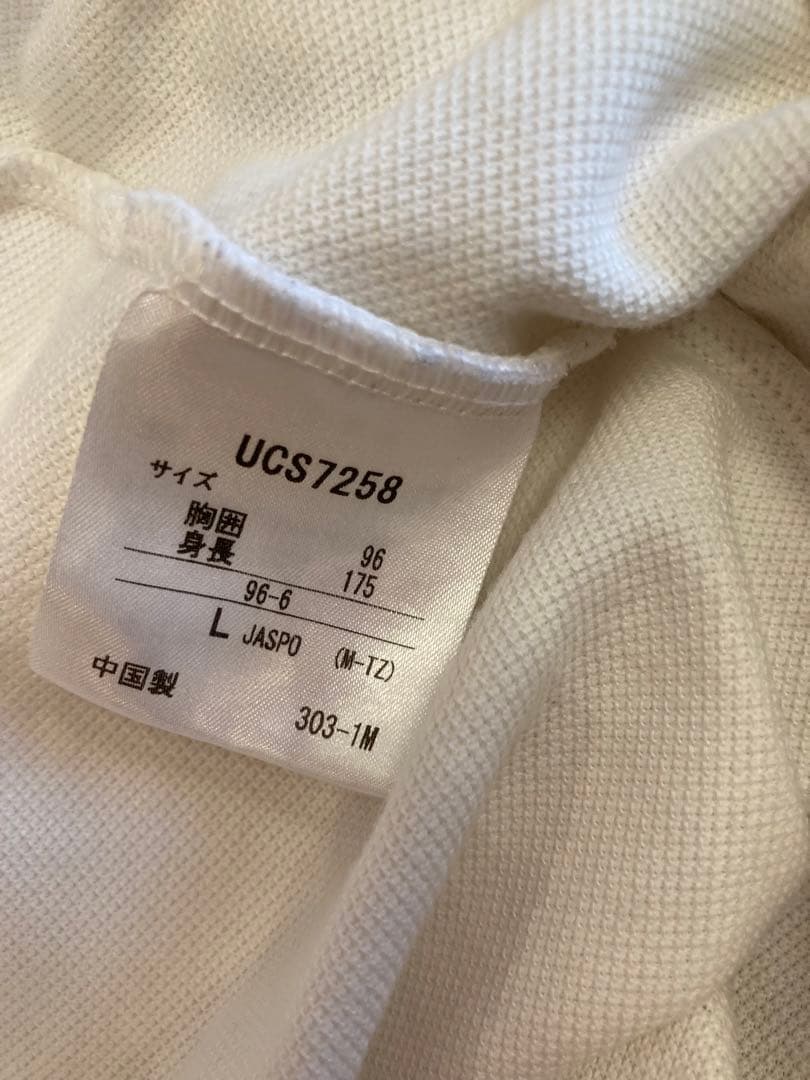 UCS7258
サイズ
胸囲 96
身長 175
96-6
L JASPO (M-TZ)
中国製
303-1M